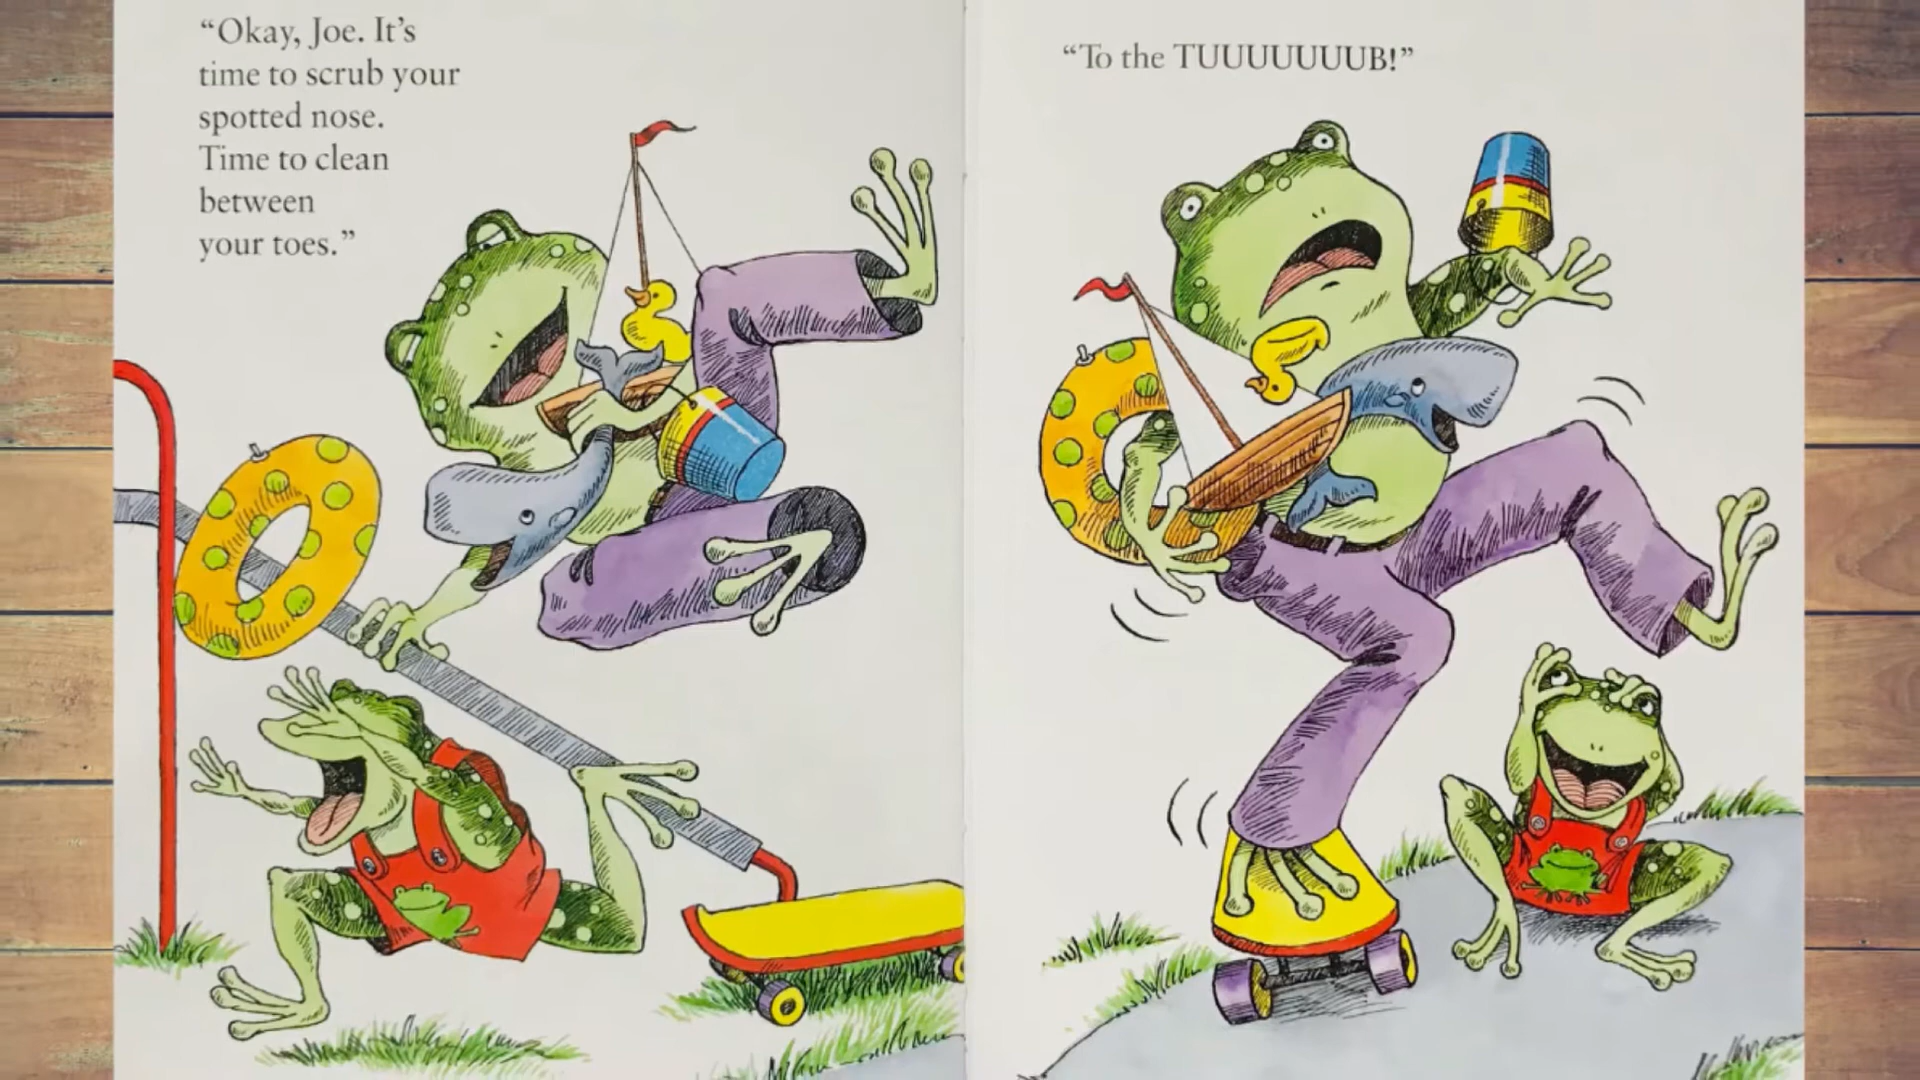 “Okay, Joe. It’s
time to scrub your
spotted nose.
Time to clean
between
your toes.”
“To the TUUUUUUUB!”